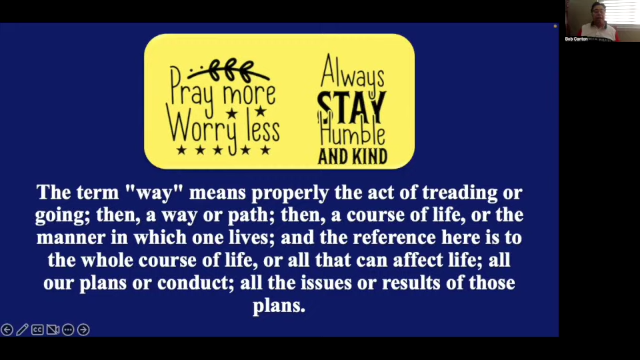 Pray more
Worry less
Always
STAY
Humble
AND KIND
The term "way" means properly the act of treading or
going; then, a way or path; then, a course of life, or the
manner in which one lives; and the reference here is to
the whole course of life, or all that can affect life; all
our plans or conduct; all the issues or results of those
plans.
CC